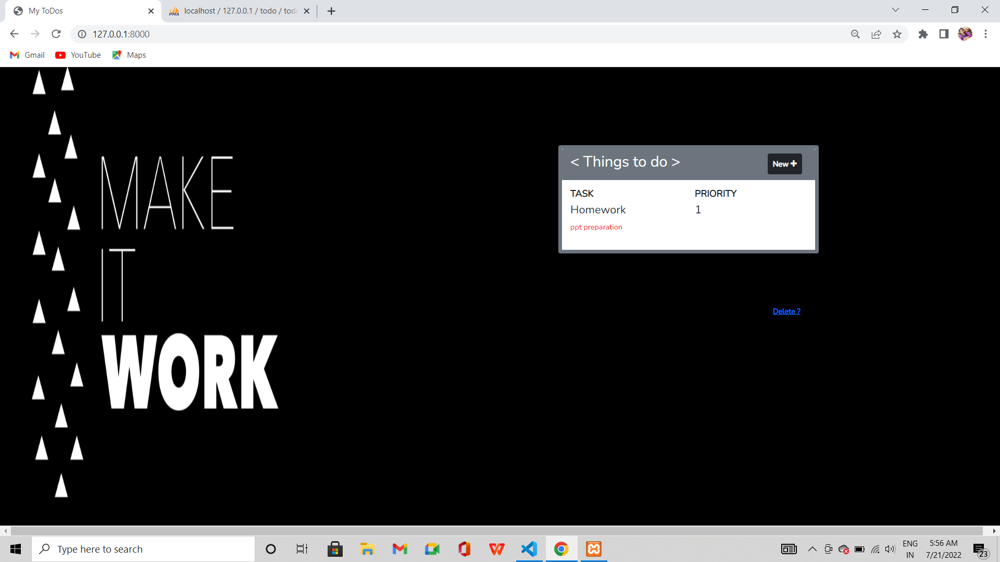 My ToDos
localhost / 127.0.0.1 / todo / tod
127.0.0.1:8000
Gmail
YouTube
Maps
MAKE
IT
WORK
< Things to do >
New
TASK
PRIORITY
Homework
1
ppt preparation
Delete ?
Type here to search
ENG
IN
5:56 AM
7/21/2022
23